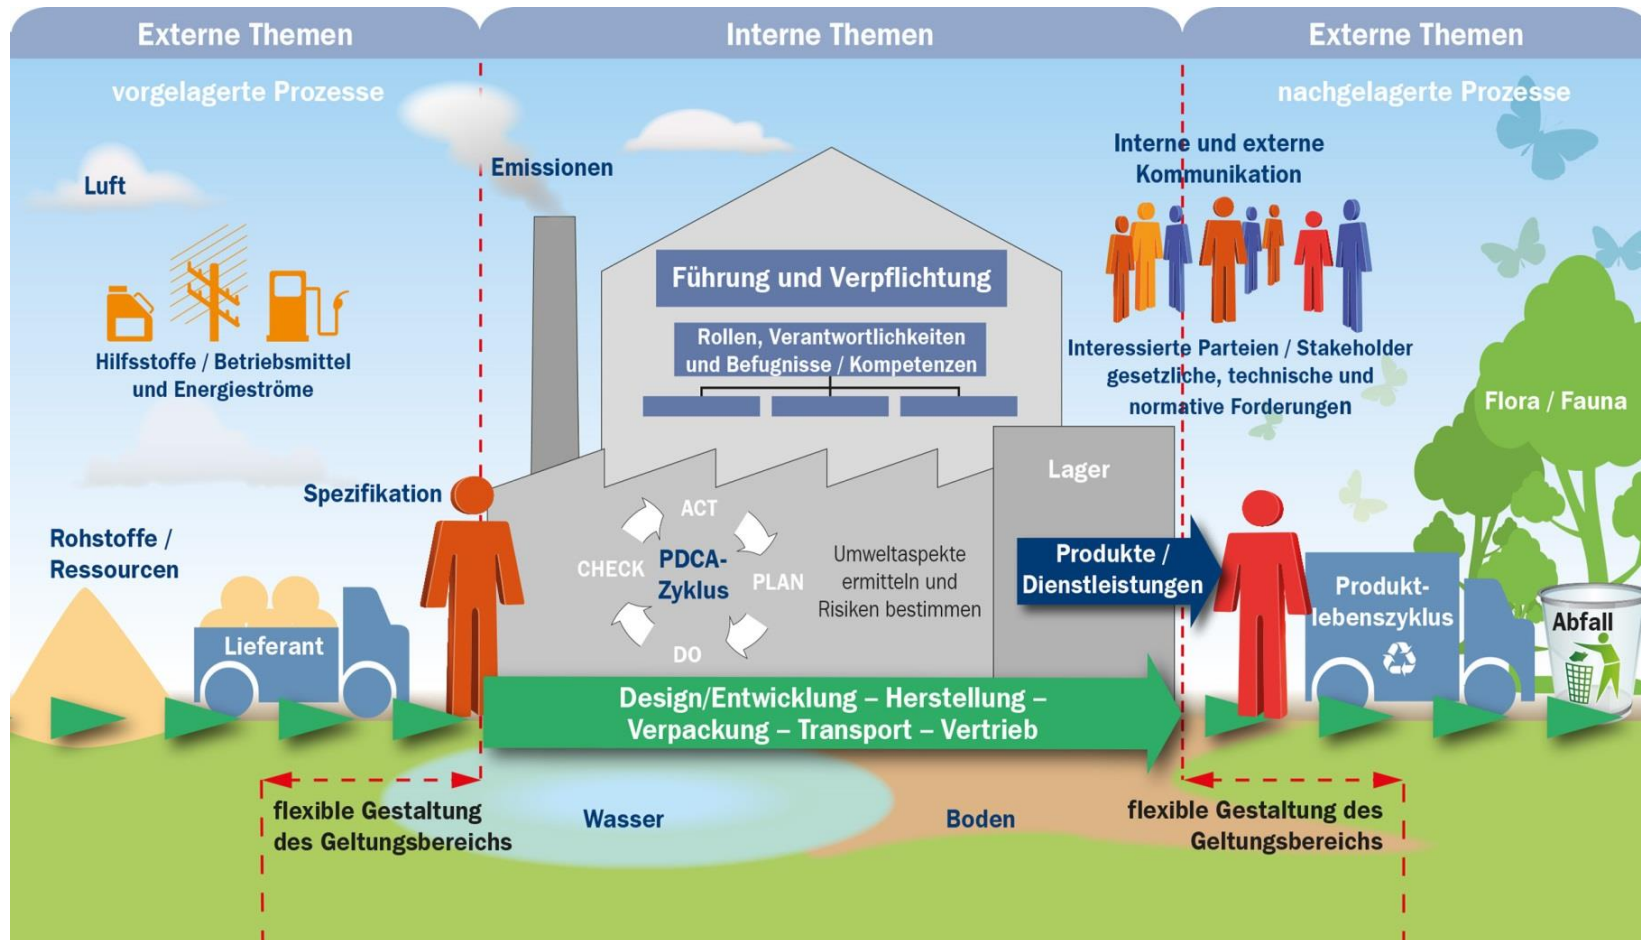 Externe Themen
Interne Themen
Externe Themen
vorgelagerte Prozesse
nachgelagerte Prozesse
Luft
Emissionen
Interne und externe
Kommunikation
Führung und Verpflichtung
Rollen, Verantwortlichkeiten
und Befugnisse / Kompetenzen
Hilfsstoffe / Betriebsmittel
und Energieströme
Interessierte Parteien / Stakeholder
gesetzliche, technische und
normative Forderungen
Flora / Fauna
Spezifikation
Lager
Rohstoffe /
Ressourcen
Lieferant
ACT
CHECK
PDCA-
Zyklus
PLAN
DO
Umweltaspekte
ermitteln und
Risiken bestimmen
Produkte /
Dienstleistungen
Produkt-
lebenszyklus
Abfall
Design/Entwicklung – Herstellung –
Verpackung – Transport – Vertrieb
flexible Gestaltung
des Geltungsbereichs
Wasser
Boden
flexible Gestaltung des
Geltungsbereichs